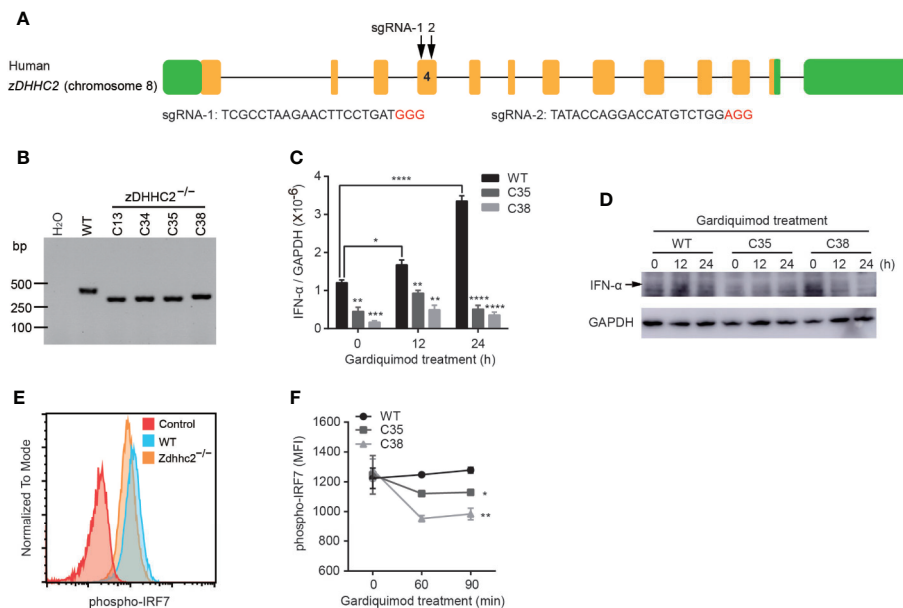 A
sgRNA-1 2
Human
zDHHC2 (chromosome 8)
4
sgRNA-1: TCGCCTAAGAACTTCCTGATGGG
sgRNA-2: TATACCAGGACCATGTCTGGAGG
B
zDHHC2−/−
H₂O
WT
C13
C34
C35
C38
bp
500
250
100
C
WT
C35
C38
IFN-α / GAPDH (X10⁻⁶)
4
3
2
1
0
****
*
** *** ** ** **** ****
0 12 24
Gardiquimod treatment (h)
D
Gardiquimod treatment
WT C35 C38
0 12 24 0 12 24 0 12 24 (h)
IFN-α
GAPDH
E
Control
WT
Zdhhc2−/−
Normalized To Mode
phospho-IRF7
F
WT
C35
C38
phospho-IRF7 (MFI)
1600
1400
1200
1000
800
600
*
**
0 60 90
Gardiquimod treatment (min)